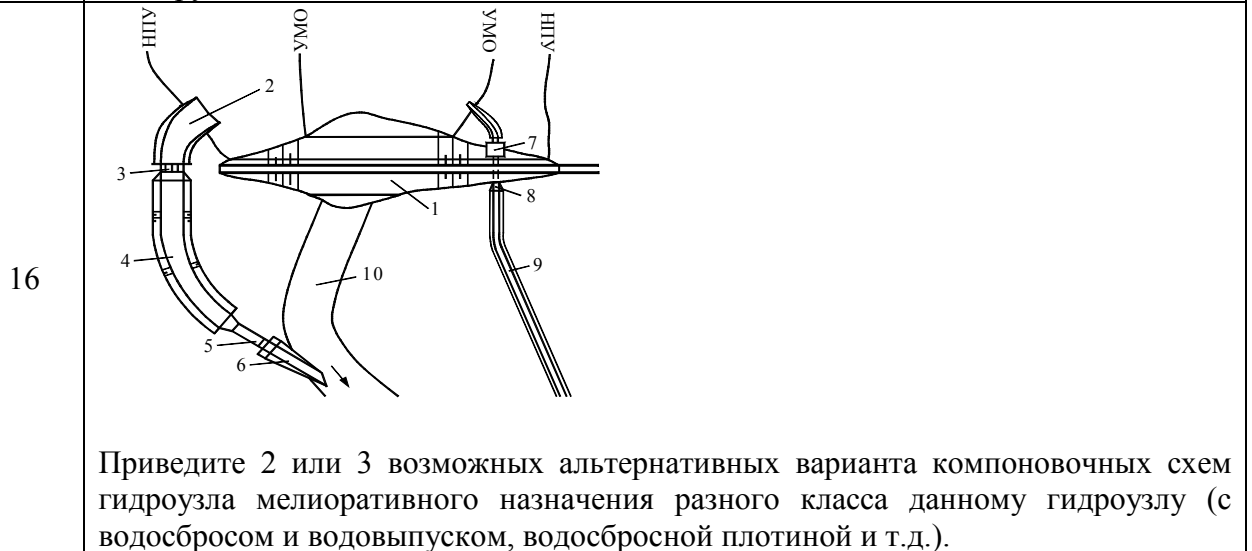 НПУ
УМО
УМО
НПУ
2
7
3
8
1
4
9
16
10
5
6
Приведите 2 или 3 возможных альтернативных варианта компоновочных схем
гидроузла мелиоративного назначения разного класса данному гидроузлу (с
водосбросом и водовыпуском, водосбросной плотиной и т.д.).